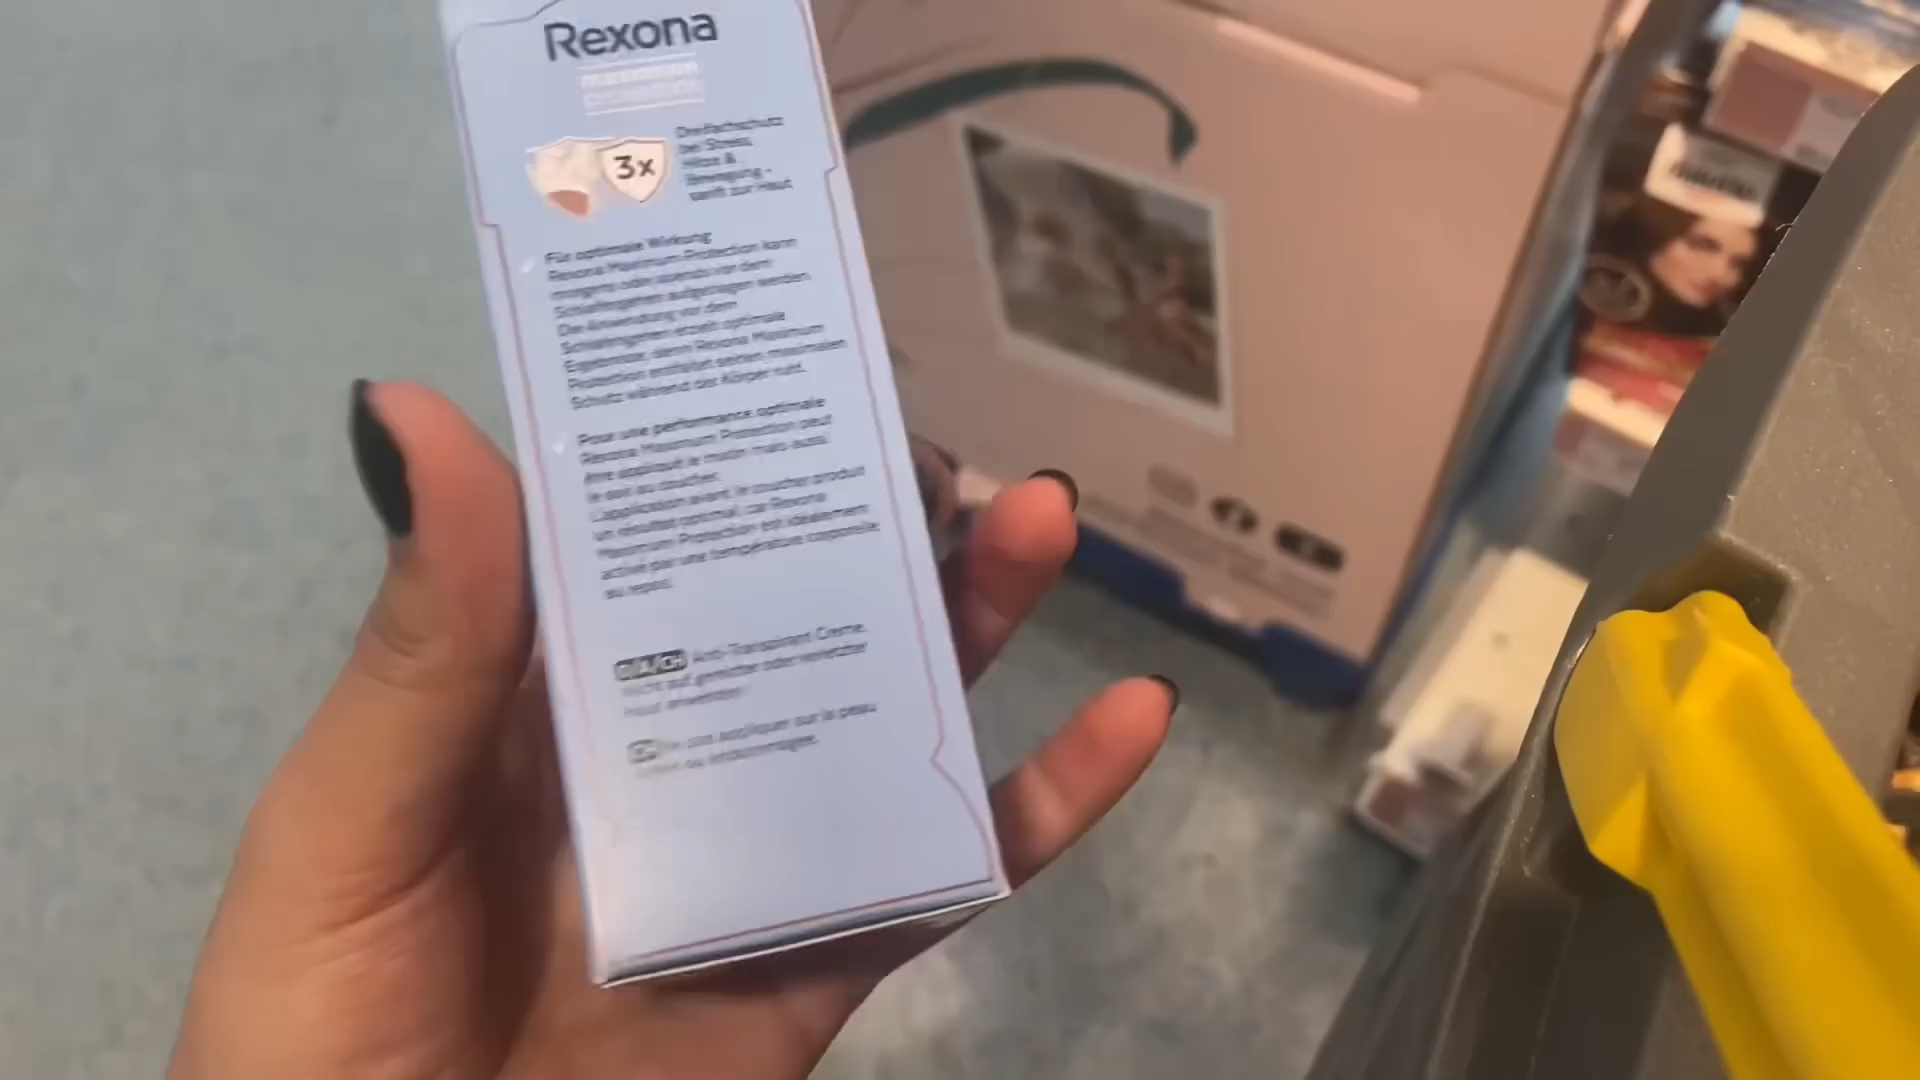 Rexona
MAXIMUM
PROTECTION
3x
Dreifachschutz
bei Stress,
Hitze &
Bewegung -
sanft zur Haut
Für optimale Wirkung
Rexona Maximum Protection kann
morgens oder abends vor dem
Schlafengehen aufgetragen werden.
Die Anwendung vor dem
Schlafengehen erzielt optimale
Ergebnisse, denn Rexona Maximum
Protection entfaltet seinen maximalen
Schutz während der Körper ruht.
Pour une performance optimale
Rexona Maximum Protection peut
être appliqué le matin mais aussi
le soir au coucher.
L'application avant le coucher produit
un résultat optimal, car Rexona
Maximum Protection est idéalement
activé par une température corporelle
au repos.
D/A/CH Anti-Transpirant Creme.
Nicht auf gereizter oder verletzter
Haut anwenden.
Ne pas appliquer sur la peau
irritée ou endommagée.